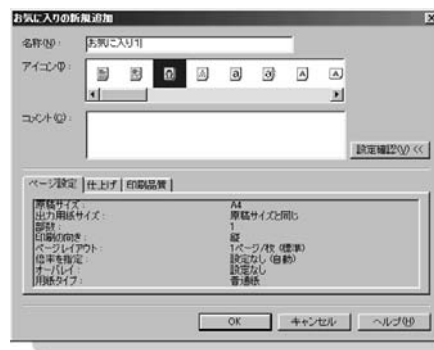 お気に入りの新規追加
名称(N):
お気に入り1
アイコン(I):
コメント(C):
設定確認(V) <<
ページ設定 仕上げ 印刷品質
原稿サイズ: A4
出力用紙サイズ: 原稿サイズと同じ
部数: 1
印刷の向き: 縦
ページレイアウト: 1ページ/枚 (標準)
倍率を指定: 設定なし (自動)
オーバレイ: 設定なし
用紙タイプ: 普通紙
OK キャンセル ヘルプ(H)